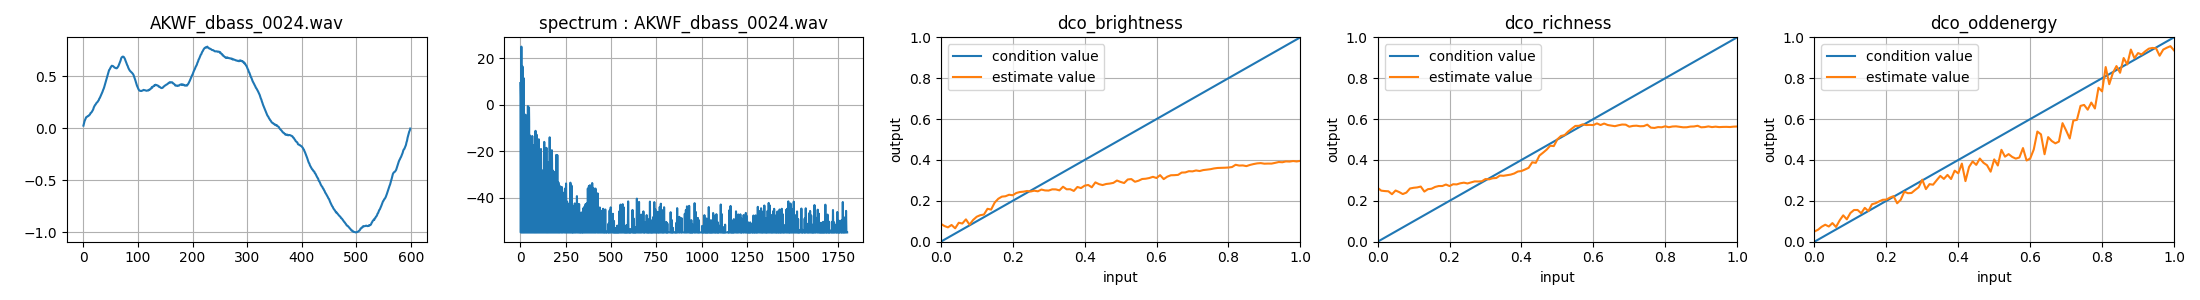 AKWF_dbass_0024.wav
0.5
0.0
−0.5
−1.0
0 100 200 300 400 500 600
spectrum : AKWF_dbass_0024.wav
20
0
−20
−40
0 250 500 750 1000 1250 1500 1750
dco_brightness
condition value
estimate value
output
1.0
0.8
0.6
0.4
0.2
0.0
0.0 0.2 0.4 0.6 0.8 1.0
input
dco_richness
condition value
estimate value
output
1.0
0.8
0.6
0.4
0.2
0.0
0.0 0.2 0.4 0.6 0.8 1.0
input
dco_oddenergy
condition value
estimate value
output
1.0
0.8
0.6
0.4
0.2
0.0
0.0 0.2 0.4 0.6 0.8 1.0
input